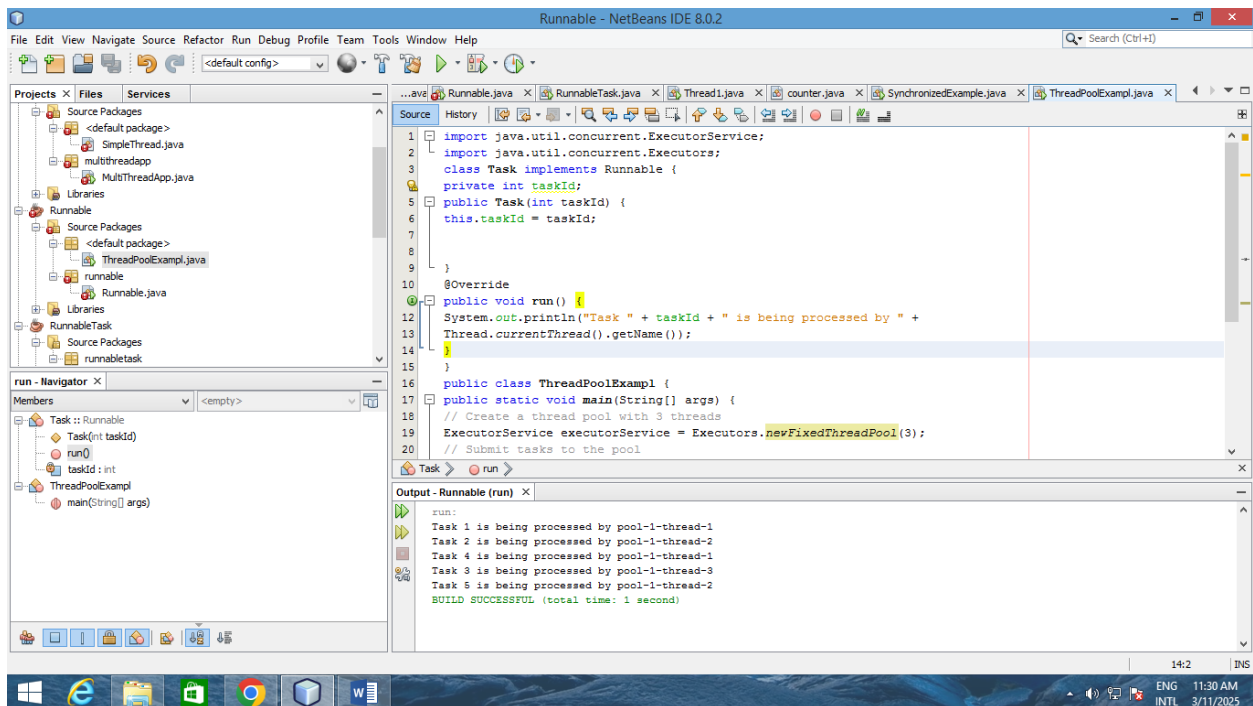 Runnable - NetBeans IDE 8.0.2
File Edit View Navigate Source Refactor Run Debug Profile Team Tools Window Help
Search (Ctrl+I)
<default config>
Projects Files Services
Source Packages
<default package>
SimpleThread.java
multithreadapp
MultiThreadApp.java
Libraries
Runnable
Source Packages
<default package>
ThreadPoolExampl.java
runnable
Runnable.java
Libraries
RunnableTask
Source Packages
runnabletask
run - Navigator
Members <empty>
Task :: Runnable
Task(int taskId)
run()
taskId : int
ThreadPoolExampl
main(String[] args)
...ava Runnable.java RunnableTask.java Thread1.java counter.java SynchronizedExample.java ThreadPoolExampl.java
Source History
1 import java.util.concurrent.ExecutorService;
2 import java.util.concurrent.Executors;
3 class Task implements Runnable {
private int taskId;
5 public Task(int taskId) {
6 this.taskId = taskId;
7
8
9 }
10 @Override
public void run() {
12 System.out.println("Task " + taskId + " is being processed by " +
13 Thread.currentThread().getName());
14 }
15 }
16 public class ThreadPoolExampl {
17 public static void main(String[] args) {
18 // Create a thread pool with 3 threads
19 ExecutorService executorService = Executors.newFixedThreadPool(3);
20 // Submit tasks to the pool
Task run
Output - Runnable (run)
run:
Task 1 is being processed by pool-1-thread-1
Task 2 is being processed by pool-1-thread-2
Task 4 is being processed by pool-1-thread-1
Task 3 is being processed by pool-1-thread-3
Task 5 is being processed by pool-1-thread-2
BUILD SUCCESSFUL (total time: 1 second)
14:2 INS
ENG 11:30 AM
INTL 3/11/2025